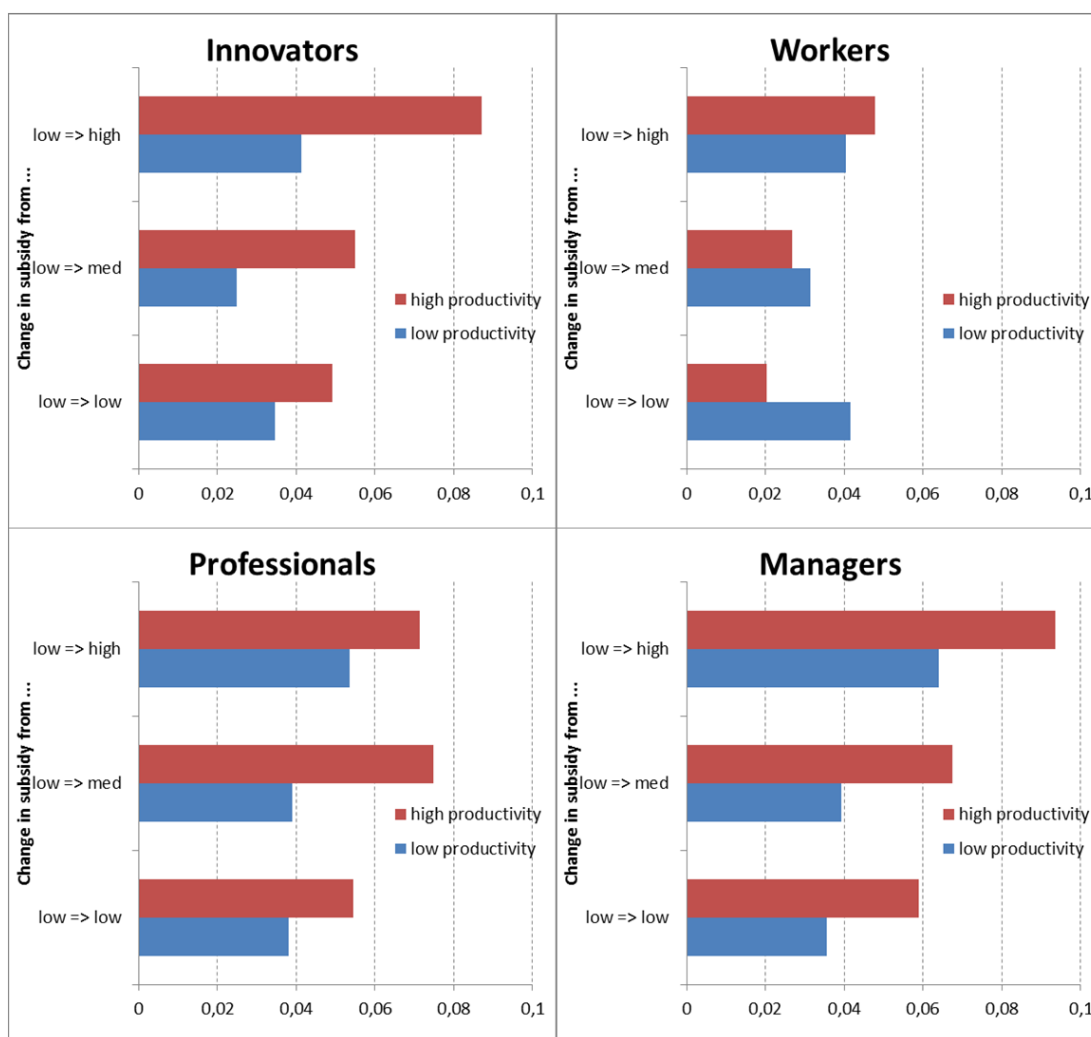 Innovators
Change in subsidy from ...
low => high
low => med
low => low
high productivity
low productivity
0 0,02 0,04 0,06 0,08 0,1
Workers
Change in subsidy from ...
low => high
low => med
low => low
high productivity
low productivity
0 0,02 0,04 0,06 0,08 0,1
Professionals
Change in subsidy from ...
low => high
low => med
low => low
high productivity
low productivity
0 0,02 0,04 0,06 0,08 0,1
Managers
Change in subsidy from ...
low => high
low => med
low => low
high productivity
low productivity
0 0,02 0,04 0,06 0,08 0,1